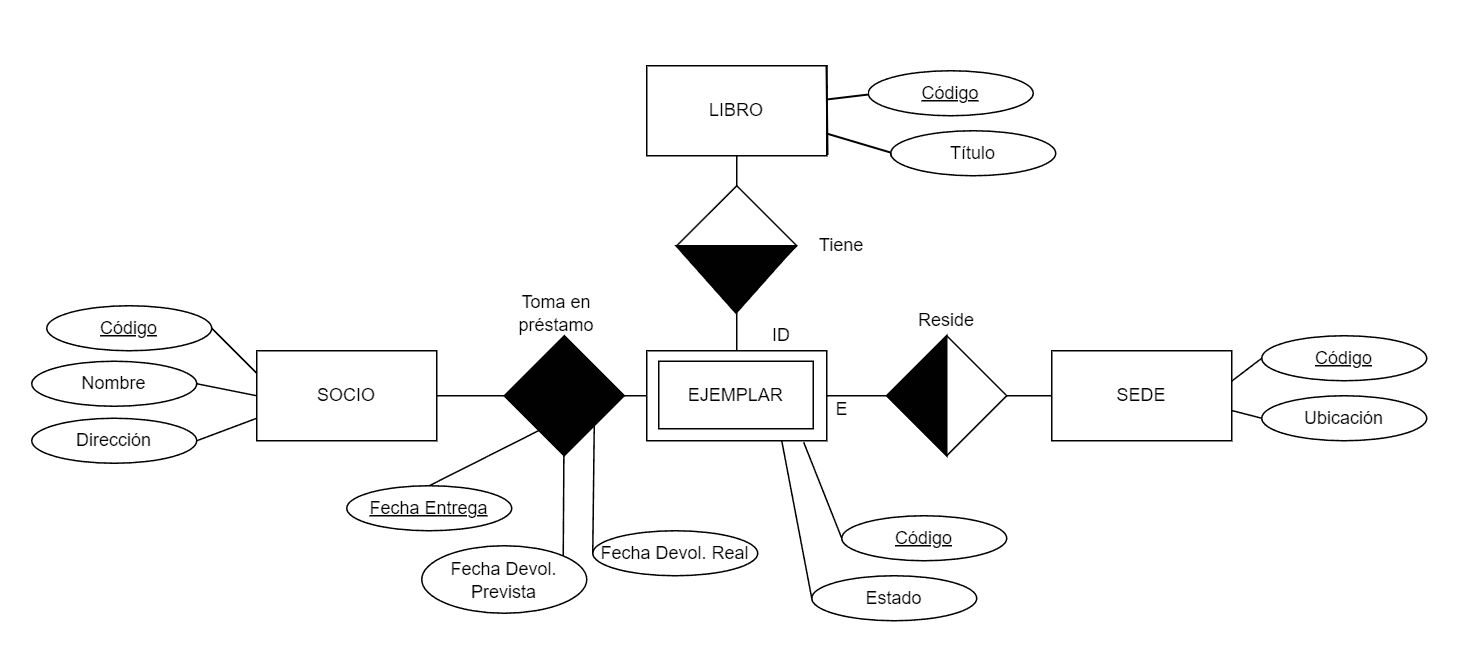 LIBRO
Código
Título
Tiene
Toma en
préstamo
ID
Reside
Código
Nombre
Dirección
SOCIO
EJEMPLAR
E
SEDE
Código
Ubicación
Fecha Entrega
Fecha Devol.
Prevista
Fecha Devol. Real
Código
Estado